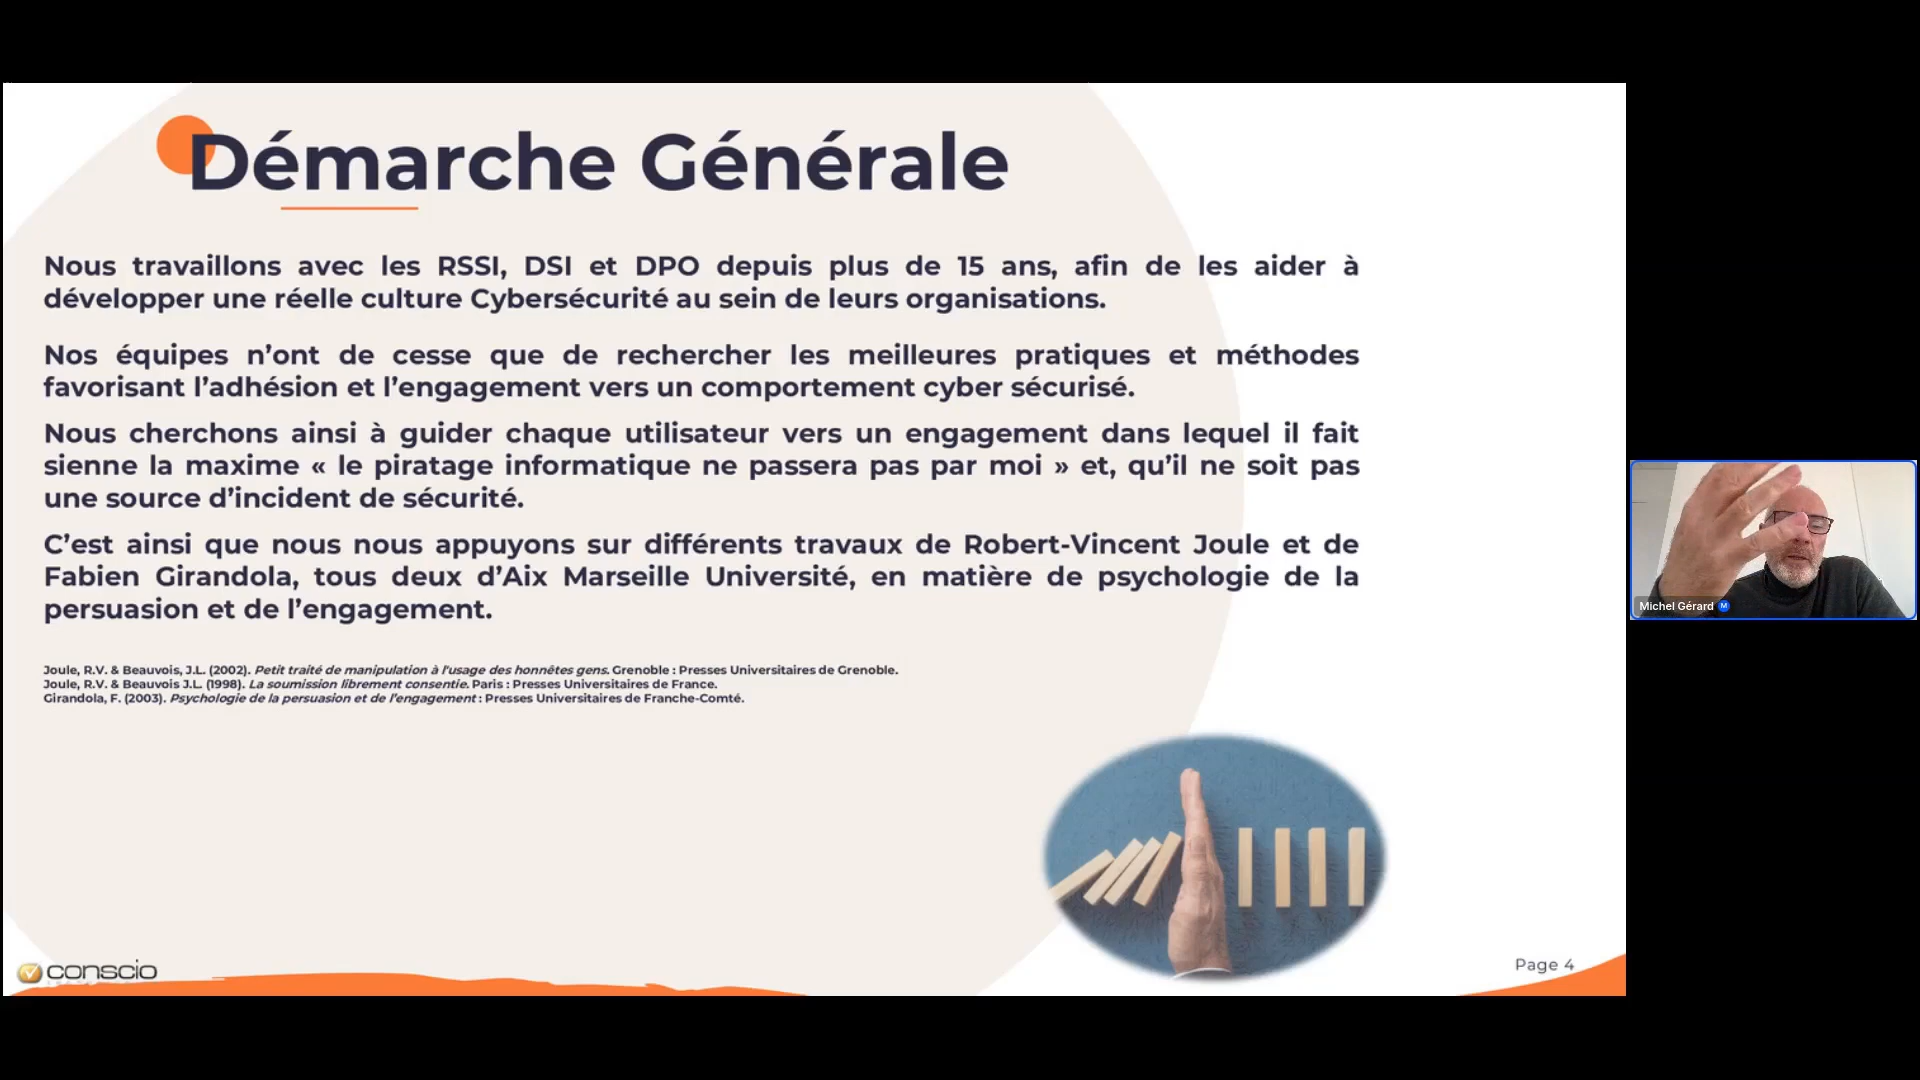 Démarche Générale
Nous travaillons avec les RSSI, DSI et DPO depuis plus de 15 ans, afin de les aider à
développer une réelle culture Cybersécurité au sein de leurs organisations.
Nos équipes n’ont de cesse que de rechercher les meilleures pratiques et méthodes
favorisant l’adhésion et l’engagement vers un comportement cyber sécurisé.
Nous cherchons ainsi à guider chaque utilisateur vers un engagement dans lequel il fait
sienne la maxime « le piratage informatique ne passera pas par moi » et, qu’il ne soit pas
une source d’incident de sécurité.
C’est ainsi que nous nous appuyons sur différents travaux de Robert-Vincent Joule et de
Fabien Girandola, tous deux d’Aix Marseille Université, en matière de psychologie de la
persuasion et de l’engagement.
Joule, R.V. & Beauvois, J.L. (2002). Petit traité de manipulation à l'usage des honnêtes gens. Grenoble : Presses Universitaires de Grenoble.
Joule, R.V. & Beauvois J.L. (1998). La soumission librement consentie. Paris : Presses Universitaires de France.
Girandola, F. (2003). Psychologie de la persuasion et de l’engagement : Presses Universitaires de Franche-Comté.
conscio
Page 4
Michel Gérard M